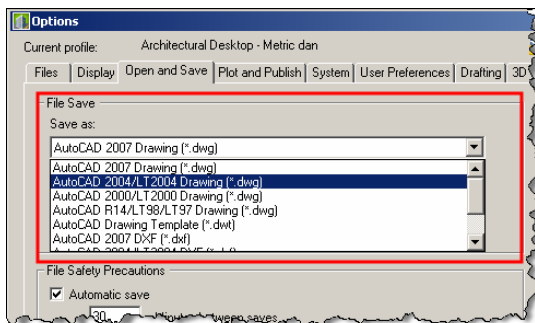 Options
Current profile: Architectural Desktop - Metric dan
Files Display Open and Save Plot and Publish System User Preferences Drafting 3D
File Save
Save as:
AutoCAD 2007 Drawing (*.dwg)
AutoCAD 2007 Drawing (*.dwg)
AutoCAD 2004/LT2004 Drawing (*.dwg)
AutoCAD 2000/LT2000 Drawing (*.dwg)
AutoCAD R14/LT98/LT97 Drawing (*.dwg)
AutoCAD Drawing Template (*.dwt)
AutoCAD 2007 DXF (*.dxf)
File Safety Precautions
Automatic save
30 between saves